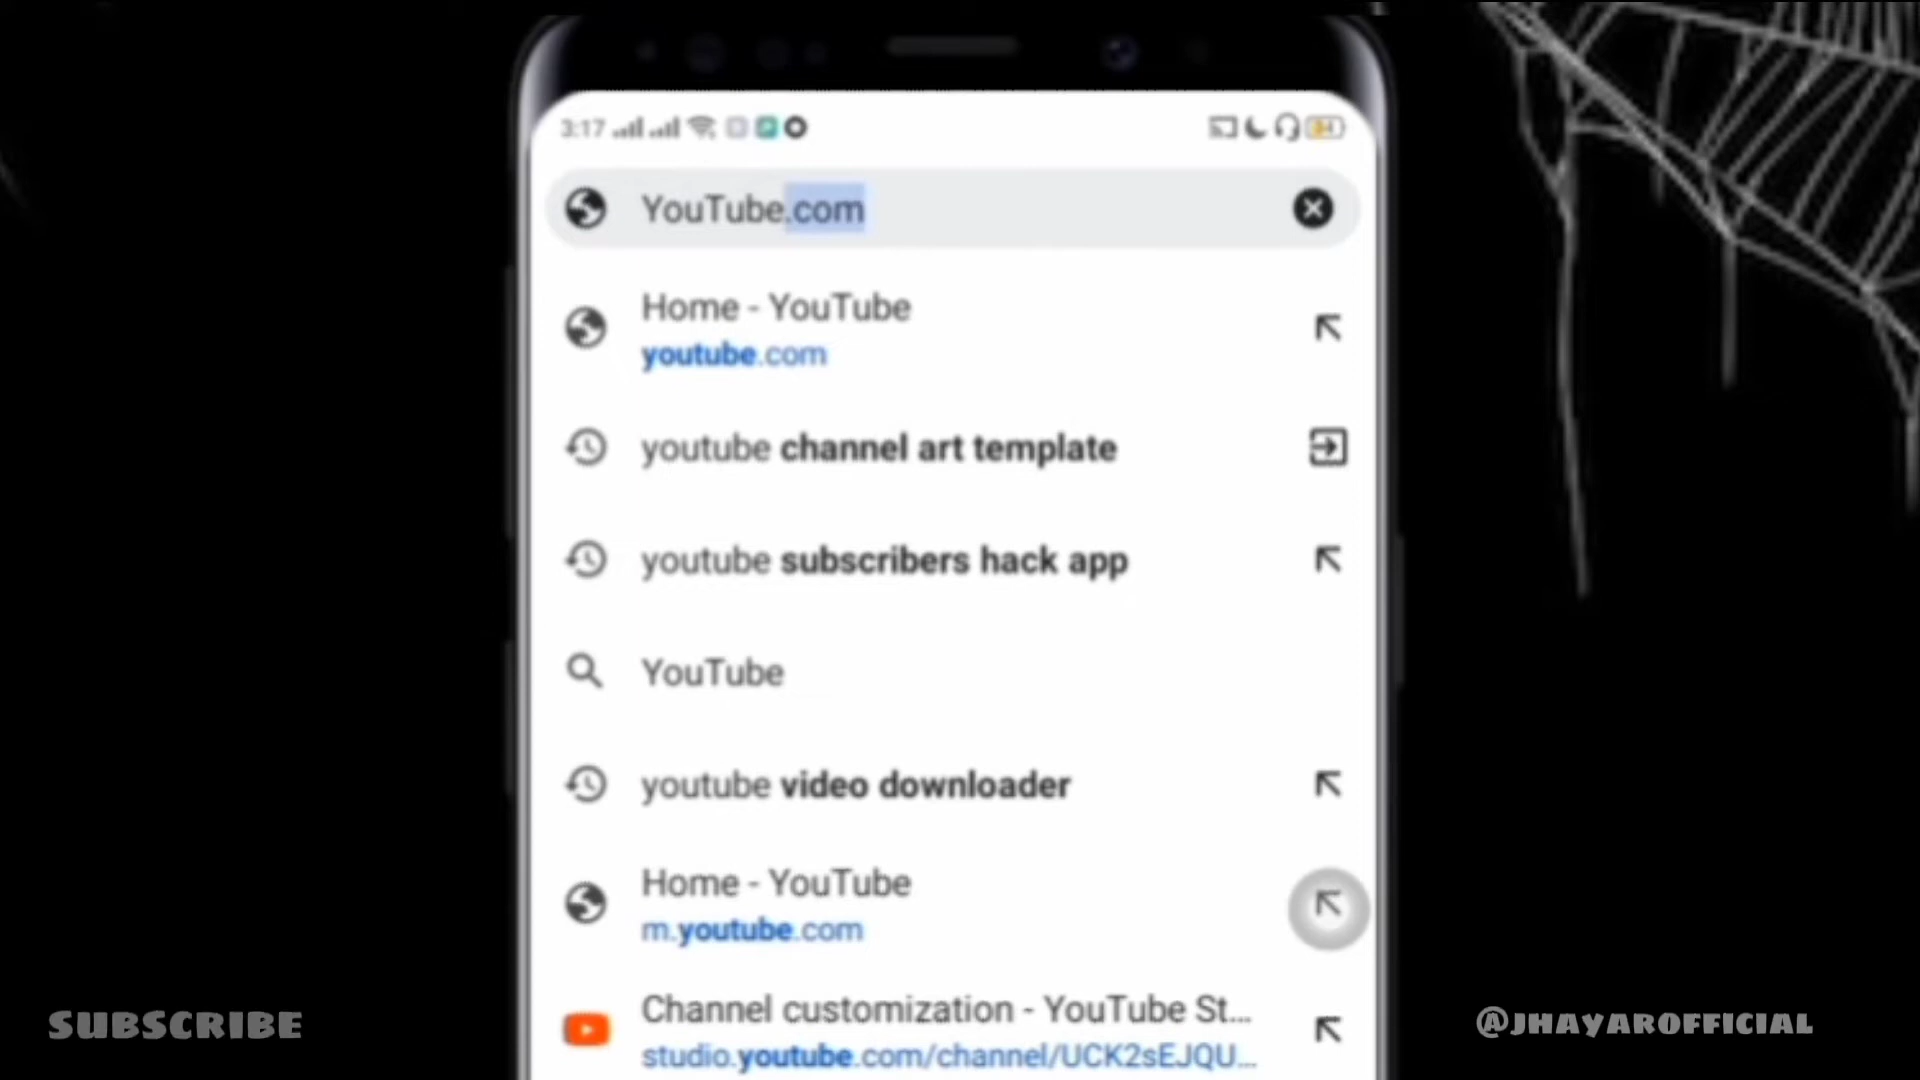 3:17
YouTube.com
Home - YouTube
youtube.com
youtube channel art template
youtube subscribers hack app
YouTube
youtube video downloader
Home - YouTube
m.youtube.com
Channel customization - YouTube St...
studio.youtube.com/channel/UCK2sEJQU...
SUBSCRIBE
@JHAYAROFFICIAL